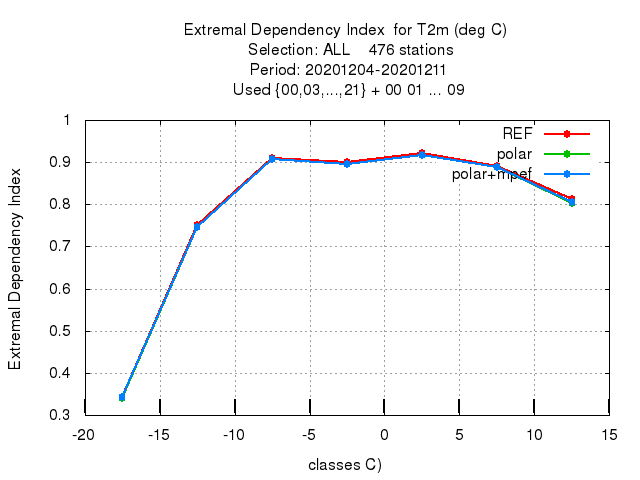 Extremal Dependency Index  for T2m (deg C)
Selection: ALL    476 stations
Period: 20201204-20201211
Used {00,03,...,21} + 00 01 ... 09
1
0.9
0.8
0.7
0.6
0.5
0.4
0.3
Extremal Dependency Index
REF
polar
polar+mpef
-20 -15 -10 -5 0 5 10 15
classes C)